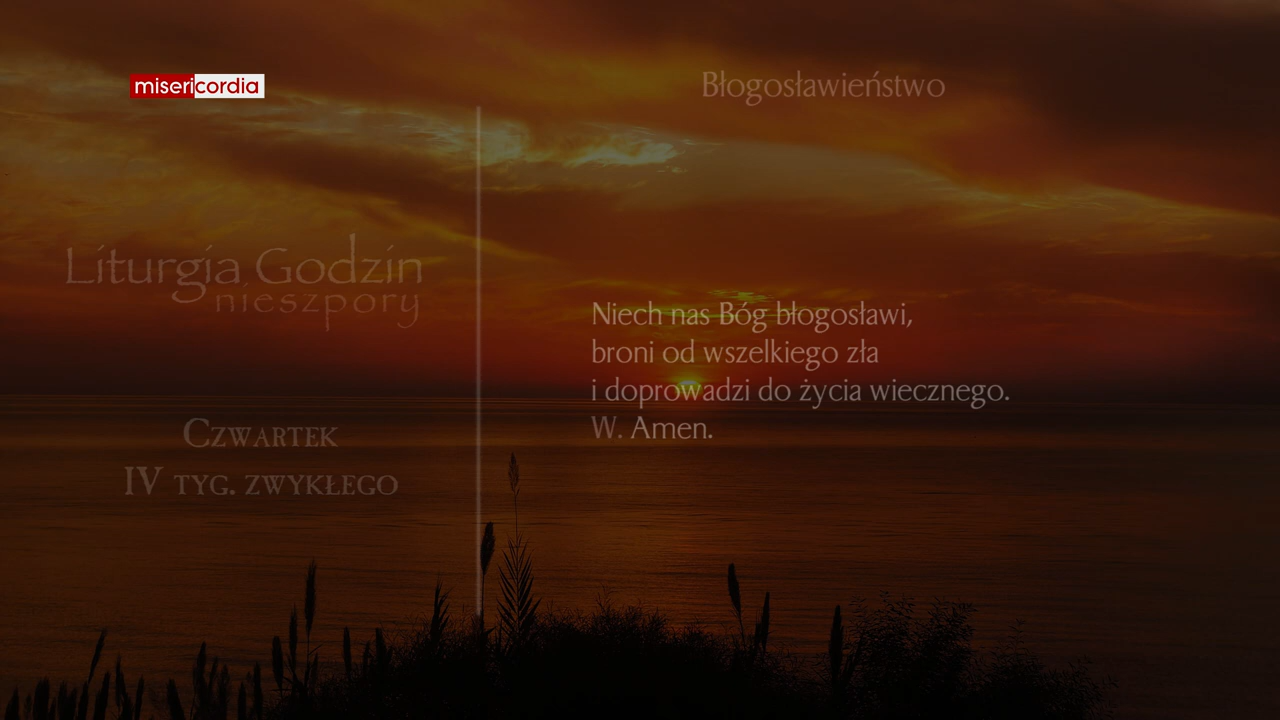 misericordia
Błogosławieństwo
Liturgia Godzin
nieszpory
Niech nas Bóg błogosławi,
broni od wszelkiego zła
i doprowadzi do życia wiecznego.
W. Amen.
Czwartek
IV tyg. zwykłego